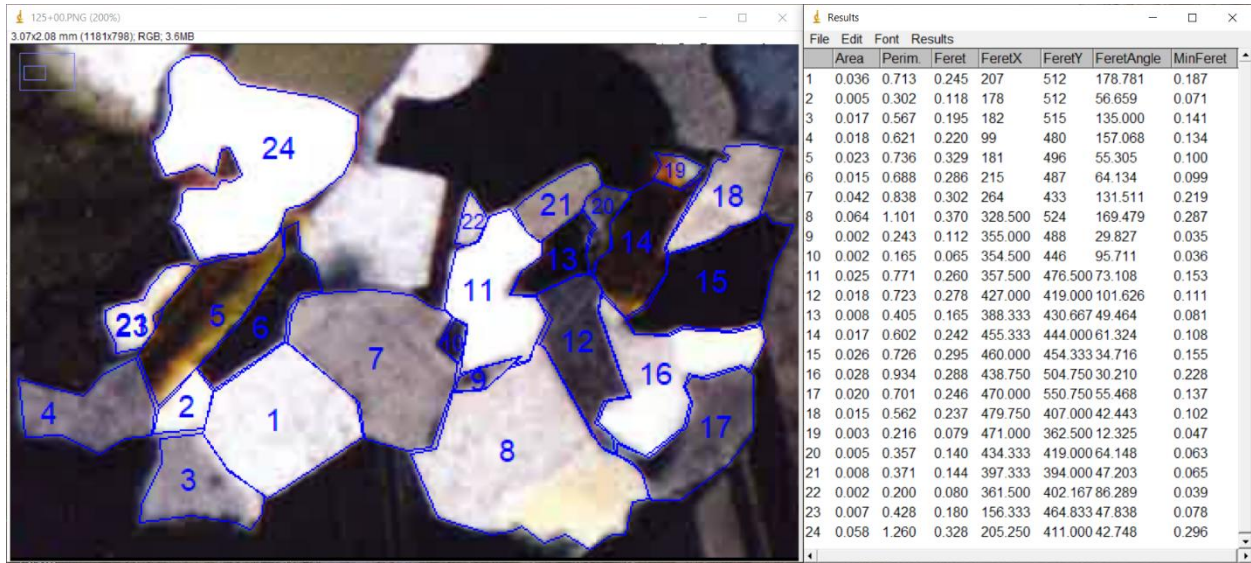 125+00.PNG (200%)
3.07x2.08 mm (1181x798); RGB; 3.6MB
24
19
18
21
20
22
14
13
15
11
5
23
6
10
12
7
16
9
4
2
1
17
8
3
Results
File Edit Font Results
Area Perim. Feret FeretX FeretY FeretAngle MinFeret
1 0.036 0.713 0.245 207 512 178.781 0.187
2 0.005 0.302 0.118 178 512 56.659 0.071
3 0.017 0.567 0.195 182 515 135.000 0.141
4 0.018 0.621 0.220 99 480 157.068 0.134
5 0.023 0.736 0.329 181 496 55.305 0.100
6 0.015 0.688 0.286 215 487 64.134 0.099
7 0.042 0.838 0.302 264 433 131.511 0.219
8 0.064 1.101 0.370 328.500 524 169.479 0.287
9 0.002 0.243 0.112 355.000 488 29.827 0.035
10 0.002 0.165 0.065 354.500 446 95.711 0.036
11 0.025 0.771 0.260 357.500 476.500 73.108 0.153
12 0.018 0.723 0.278 427.000 419.000 101.626 0.111
13 0.008 0.405 0.165 388.333 430.667 49.464 0.081
14 0.017 0.602 0.242 455.333 444.000 61.324 0.108
15 0.026 0.726 0.295 460.000 454.333 34.716 0.155
16 0.028 0.934 0.288 438.750 504.750 30.210 0.228
17 0.020 0.701 0.246 470.000 550.750 55.468 0.137
18 0.015 0.562 0.237 479.750 407.000 42.443 0.102
19 0.003 0.216 0.079 471.000 362.500 12.325 0.047
20 0.005 0.357 0.140 434.333 419.000 64.148 0.063
21 0.008 0.371 0.144 397.333 394.000 47.203 0.065
22 0.002 0.200 0.080 361.500 402.167 86.289 0.039
23 0.007 0.428 0.180 156.333 464.833 47.838 0.078
24 0.058 1.260 0.328 205.250 411.000 42.748 0.296